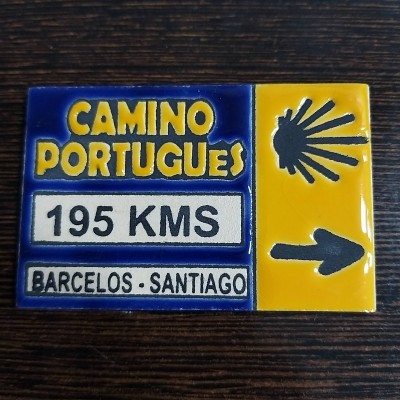 CAMINO
PORTUGUeS
195 KMS
BARCELOS - SANTIAGO